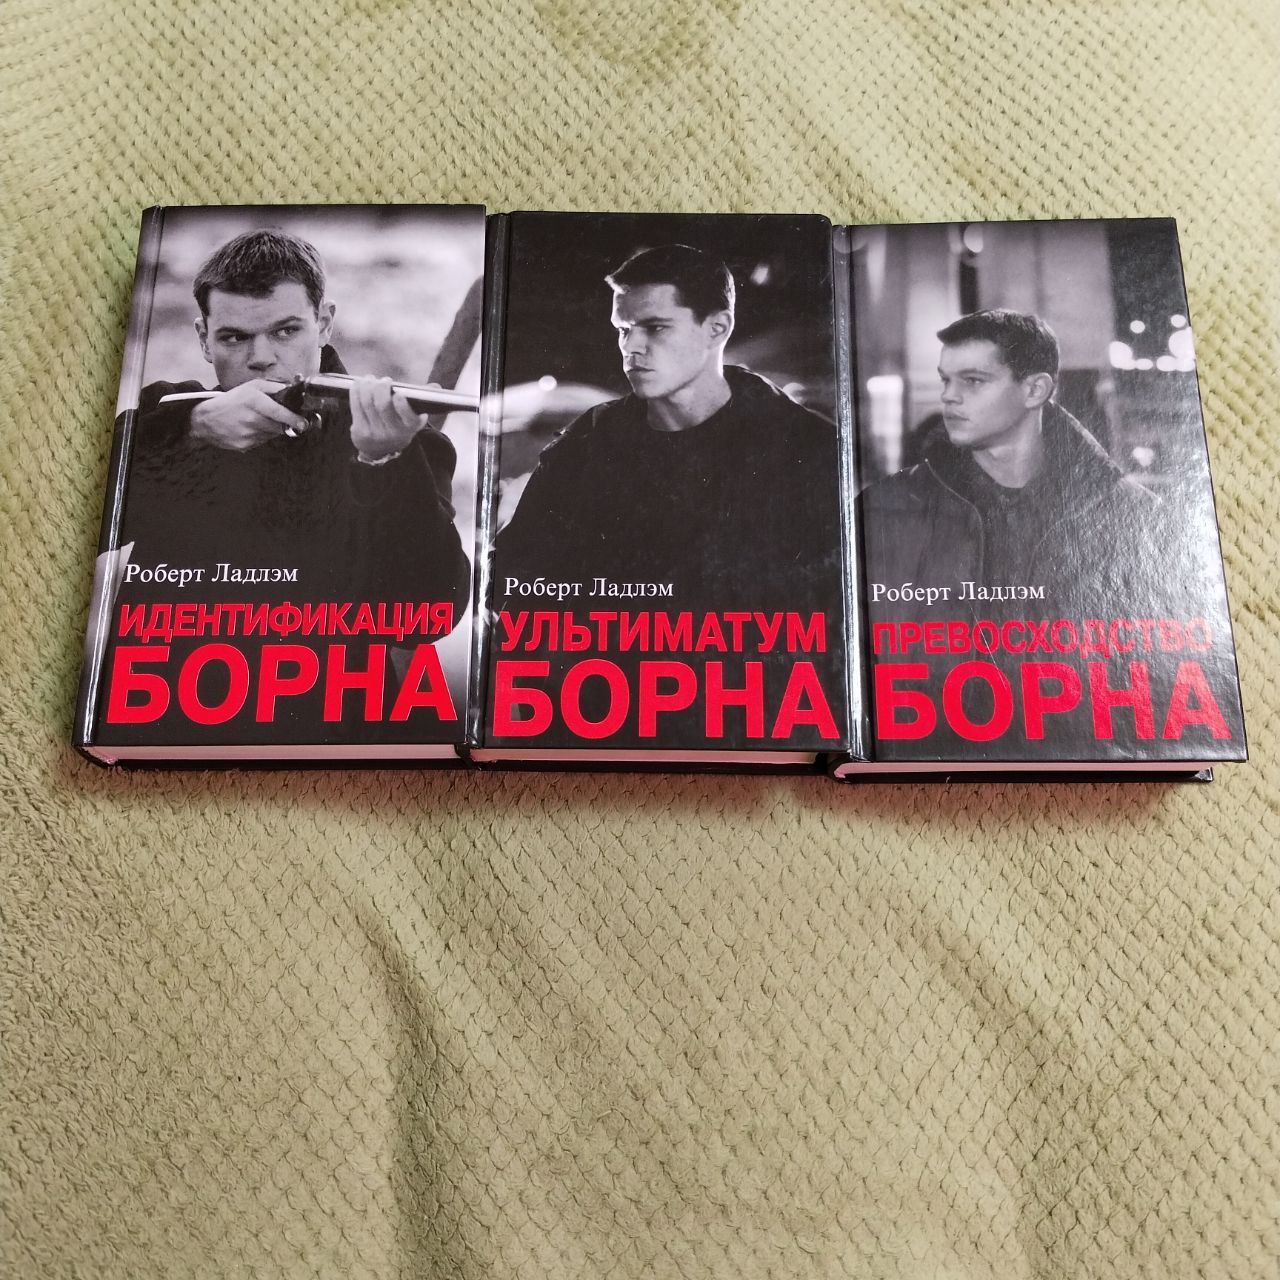 Роберт Ладлэм
ИДЕНТИФИКАЦИЯ
БОРНА
Роберт Ладлэм
УЛЬТИМАТУМ
БОРНА
Роберт Ладлэм
ПРЕВОСХОДСТВО
БОРНА